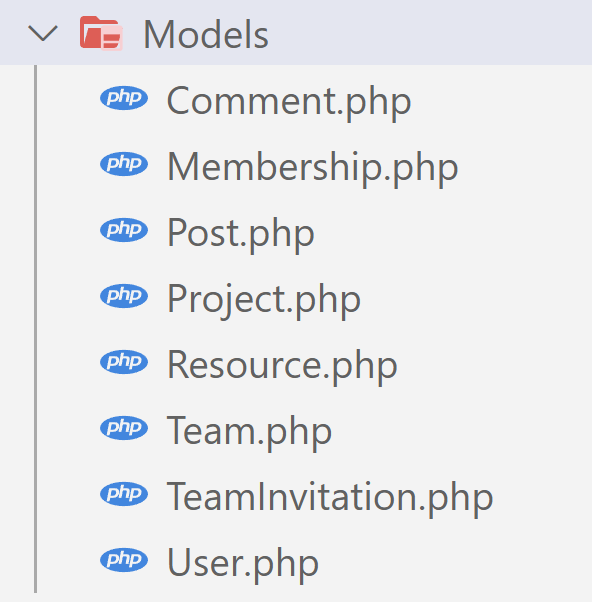 Models
php Comment.php
php Membership.php
php Post.php
php Project.php
php Resource.php
php Team.php
php TeamInvitation.php
php User.php